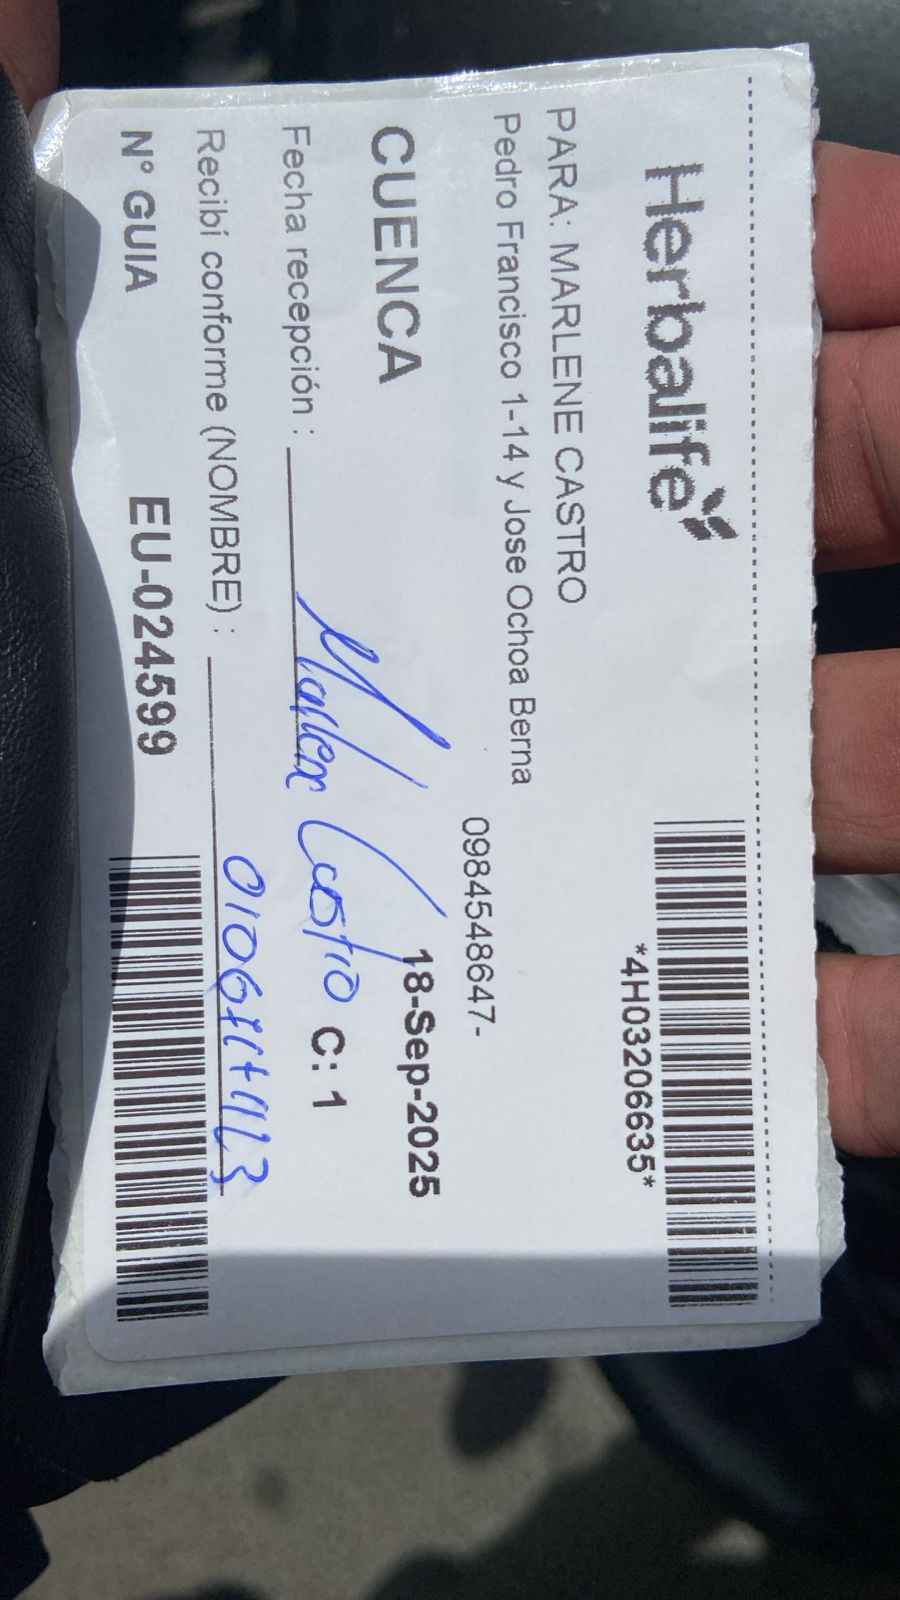 Herbalife
*4H03206635*
PARA: MARLENE CASTRO
Pedro Francisco 1-14 y Jose Ochoa Berna
0984548647-
CUENCA
18-Sep-2025
Fecha recepción :
Marlene Castro
C: 1
Recibí conforme (NOMBRE) :
N° GUIA
EU-024599